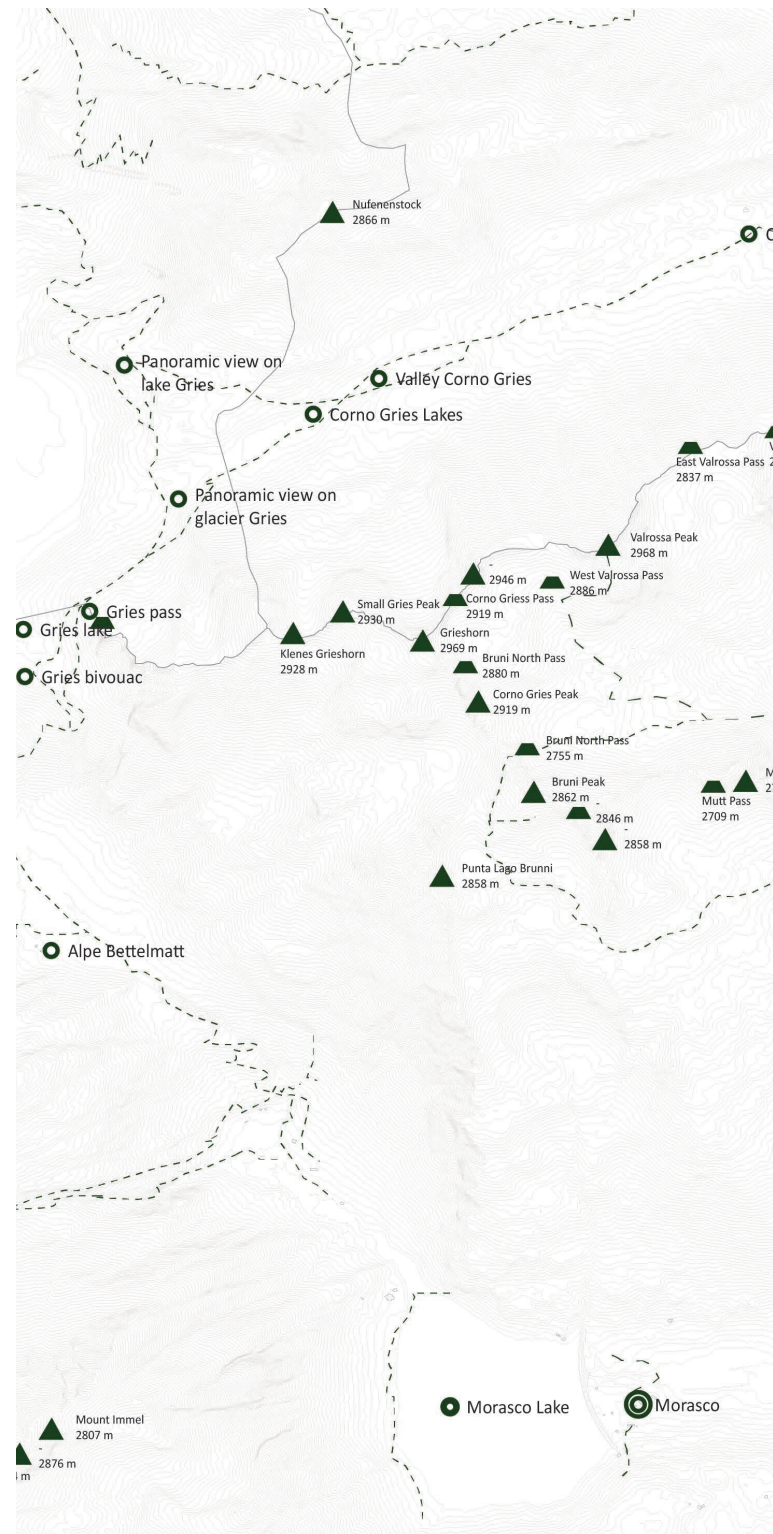 Nufenenstock
2866 m
C
Panoramic view on
lake Gries
Valley Corno Gries
Corno Gries Lakes
V
East Valrossa Pass
2
2837 m
Panoramic view on
glacier Gries
Valrossa Peak
2968 m
-
2946 m
West Valrossa Pass
2886 m
Corno Griess Pass
2919 m
Small Gries Peak
2930 m
Gries pass
Gries lake
Grieshorn
2969 m
Klenes Grieshorn
2928 m
Bruni North Pass
2880 m
Gries bivouac
Corno Gries Peak
2919 m
Bruni North Pass
2755 m
M
Bruni Peak
2862 m
Mutt Pass
2709 m
-
2846 m
-
2858 m
Punta Lago Brunni
2858 m
Alpe Bettelmatt
Morasco Lake
Morasco
Mount Immel
2807 m
-
2876 m
m